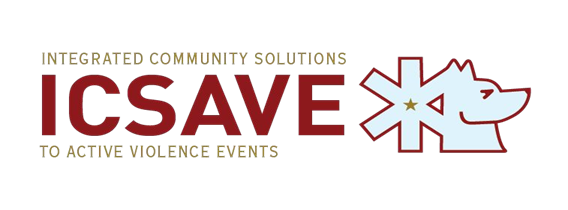 INTEGRATED COMMUNITY SOLUTIONS
ICSAVE
TO ACTIVE VIOLENCE EVENTS